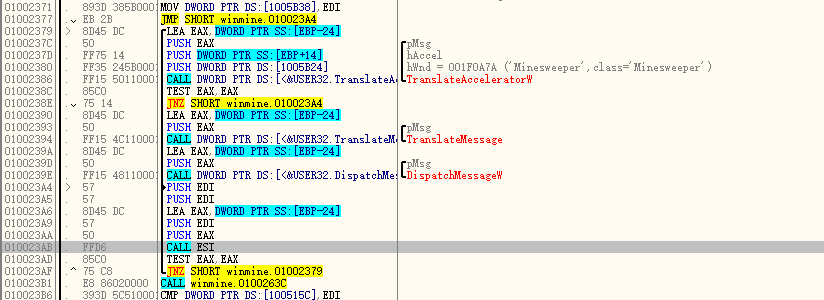 01002371 . 893D 385B0001 MOV DWORD PTR DS:[1005B38],EDI
01002377 .⌄ EB 2B JMP SHORT winmine.010023A4
01002379 > 8D45 DC LEA EAX,DWORD PTR SS:[EBP-24]
0100237C . 50 PUSH EAX pMsg
0100237D . FF75 14 PUSH DWORD PTR SS:[EBP+14] hAccel
01002380 . FF35 245B0001 PUSH DWORD PTR DS:[1005B24] hWnd = 001F0A7A ('Minesweeper',class='Minesweeper')
01002386 . FF15 50110001 CALL DWORD PTR DS:[<&USER32.TranslateA TranslateAcceleratorW
0100238C . 85C0 TEST EAX,EAX
0100238E .⌄ 75 14 JNZ SHORT winmine.010023A4
01002390 . 8D45 DC LEA EAX,DWORD PTR SS:[EBP-24]
01002393 . 50 PUSH EAX pMsg
01002394 . FF15 4C110001 CALL DWORD PTR DS:[<&USER32.TranslateM TranslateMessage
0100239A . 8D45 DC LEA EAX,DWORD PTR SS:[EBP-24]
0100239D . 50 PUSH EAX pMsg
0100239E . FF15 48110001 CALL DWORD PTR DS:[<&USER32.DispatchMes DispatchMessageW
010023A4 > 57 PUSH EDI
010023A5 . 57 PUSH EDI
010023A6 . 8D45 DC LEA EAX,DWORD PTR SS:[EBP-24]
010023A9 . 57 PUSH EDI
010023AA . 50 PUSH EAX
010023AB . FFD6 CALL ESI
010023AD . 85C0 TEST EAX,EAX
010023AF .^ 75 C8 JNZ SHORT winmine.01002379
010023B1 . E8 86020000 CALL winmine.0100263C
010023B6 . 393D 5C510001 CMP DWORD PTR DS:[100515C],EDI